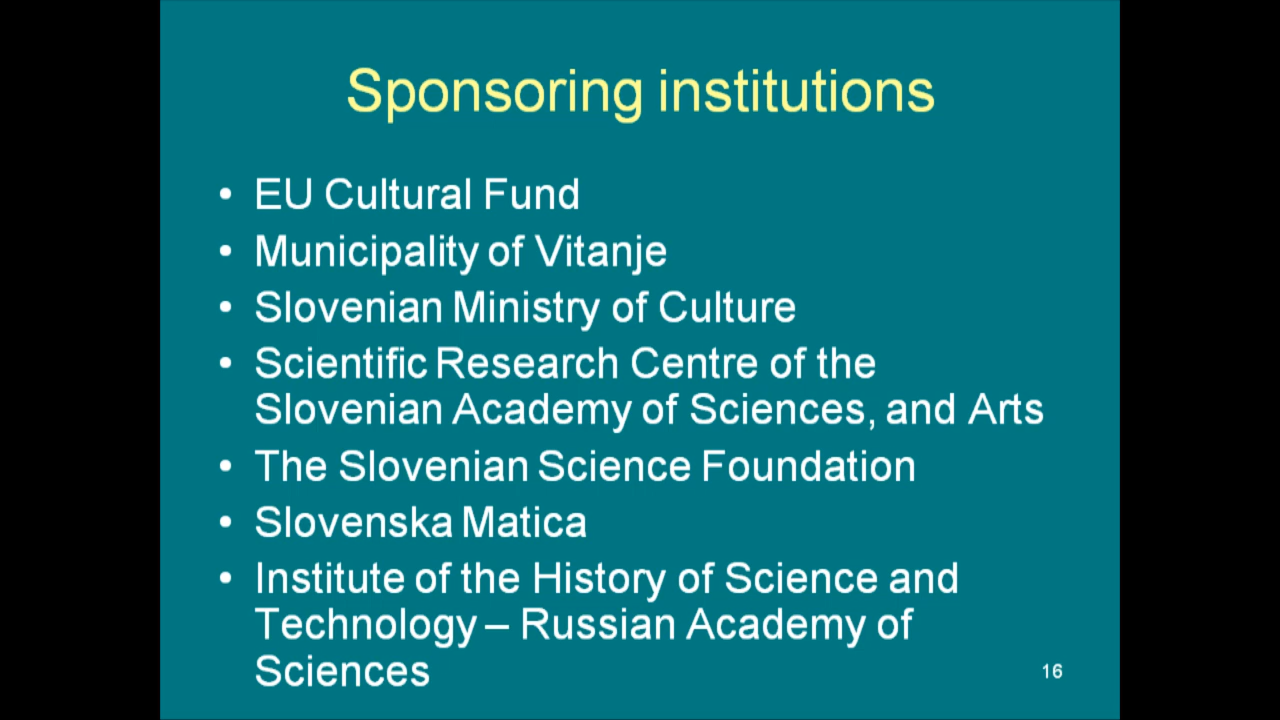 Sponsoring institutions
• EU Cultural Fund
• Municipality of Vitanje
• Slovenian Ministry of Culture
• Scientific Research Centre of the
Slovenian Academy of Sciences, and Arts
• The Slovenian Science Foundation
• Slovenska Matica
• Institute of the History of Science and
Technology – Russian Academy of
Sciences
16